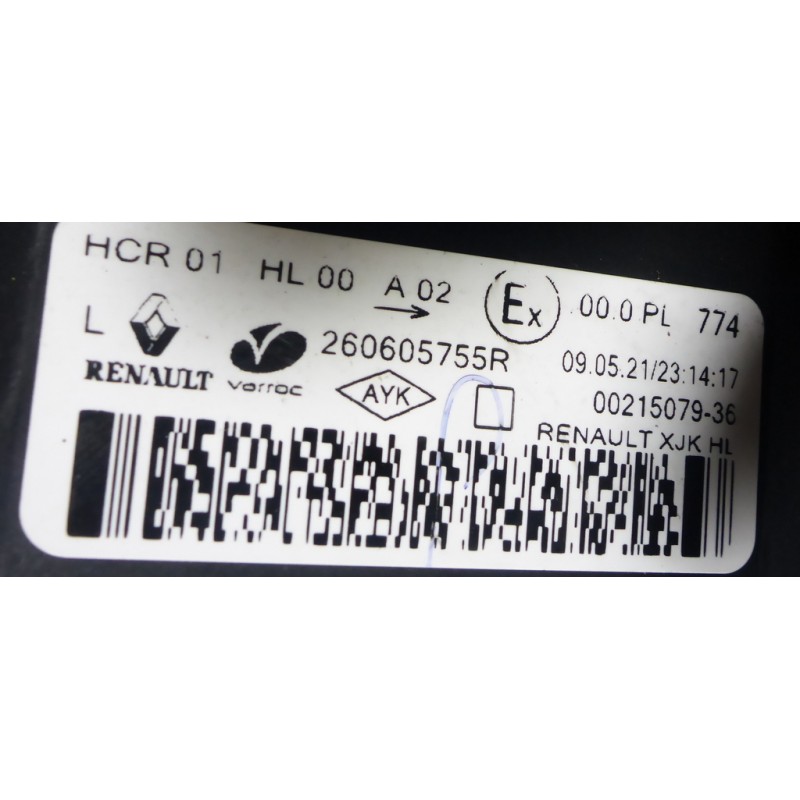 HCR 01 HL 00 A 02 Ex 00.0 PL 774
L 260605755R 09.05.21/23:14:17
RENAULT varroc AYK 00215079-36
RENAULT XJK HL